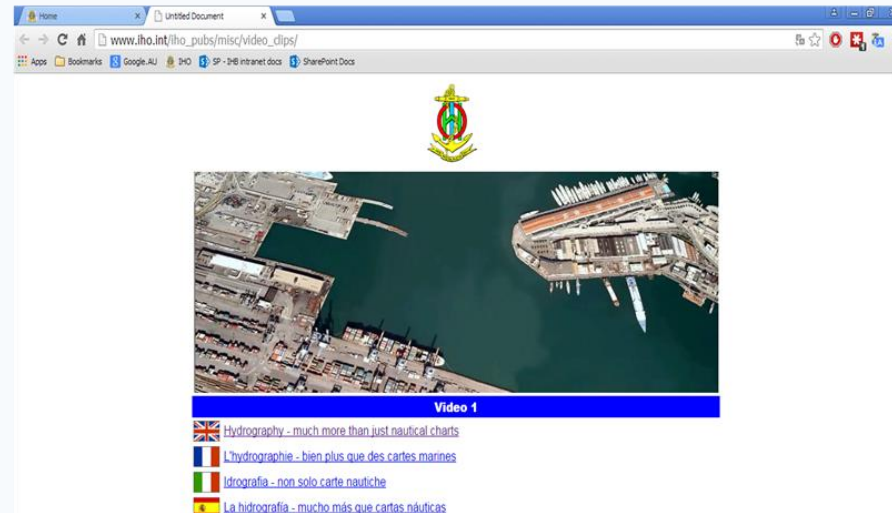 Home
Untitled Document
www.iho.int/iho_pubs/misc/video_clips/
Apps Bookmarks Google.AU IHO SP - IHB intranet docs SharePoint Docs
Video 1
Hydrography - much more than just nautical charts
L'hydrographie - bien plus que des cartes marines
Idrografia - non solo carte nautiche
La hidrografía - mucho más que cartas náuticas